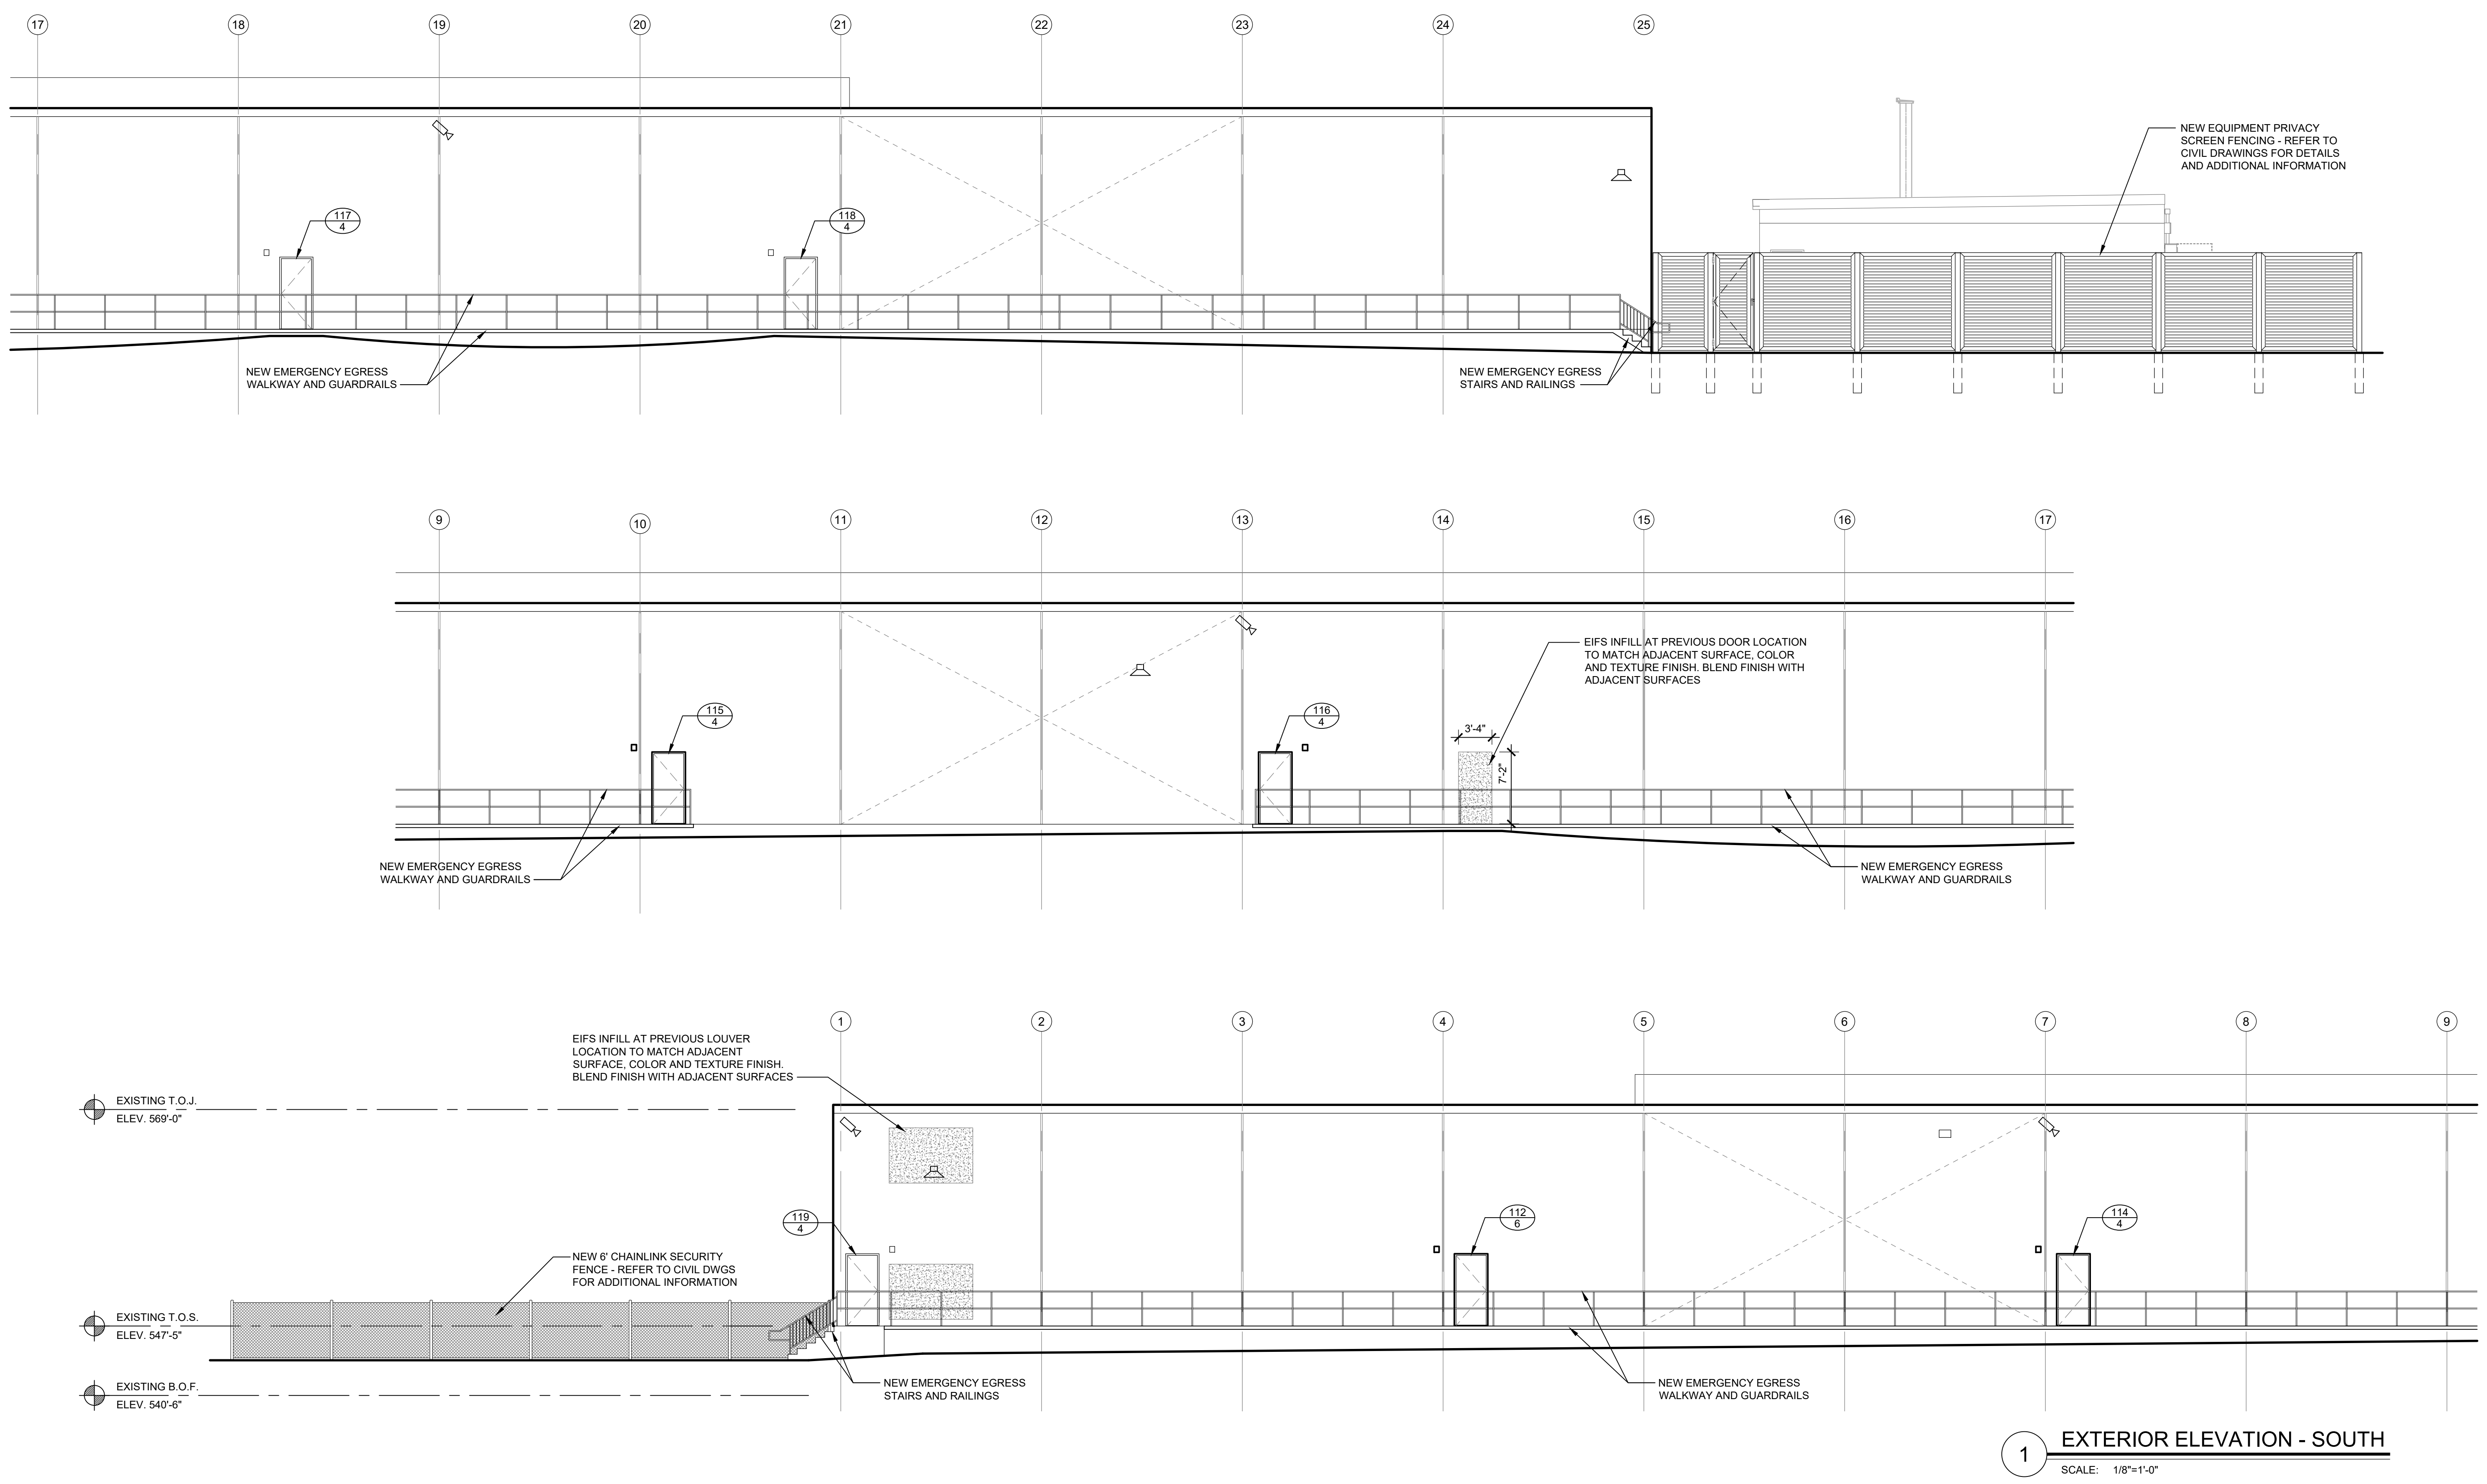 17 18 19 20 21 22 23 24 25
NEW EQUIPMENT PRIVACY
SCREEN FENCING - REFER TO
CIVIL DRAWINGS FOR DETAILS
AND ADDITIONAL INFORMATION
117
4
118
4
NEW EMERGENCY EGRESS
WALKWAY AND GUARDRAILS
NEW EMERGENCY EGRESS
STAIRS AND RAILINGS
9 10 11 12 13 14 15 16 17
EIFS INFILL AT PREVIOUS DOOR LOCATION
TO MATCH ADJACENT SURFACE, COLOR
AND TEXTURE FINISH. BLEND FINISH WITH
ADJACENT SURFACES
115
4
116
4
3'-4"
7'-2"
NEW EMERGENCY EGRESS
WALKWAY AND GUARDRAILS
NEW EMERGENCY EGRESS
WALKWAY AND GUARDRAILS
1 2 3 4 5 6 7 8 9
EIFS INFILL AT PREVIOUS LOUVER
LOCATION TO MATCH ADJACENT
SURFACE, COLOR AND TEXTURE FINISH.
BLEND FINISH WITH ADJACENT SURFACES
EXISTING T.O.J.
ELEV. 569'-0"
119
4
112
6
114
4
NEW 6' CHAINLINK SECURITY
FENCE - REFER TO CIVIL DWGS
FOR ADDITIONAL INFORMATION
EXISTING T.O.S.
ELEV. 547'-5"
EXISTING B.O.F.
ELEV. 540'-6"
NEW EMERGENCY EGRESS
STAIRS AND RAILINGS
NEW EMERGENCY EGRESS
WALKWAY AND GUARDRAILS
1 EXTERIOR ELEVATION - SOUTH
SCALE: 1/8"=1'-0"